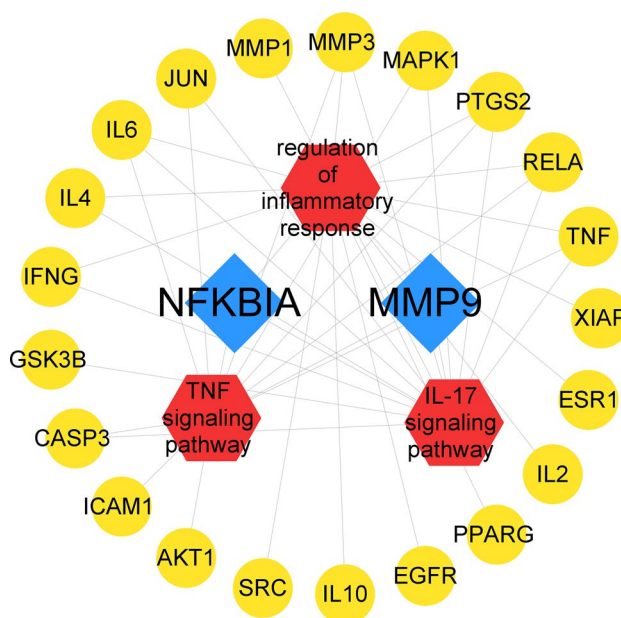 MMP1
MMP3
MAPK1
JUN
PTGS2
IL6
regulation
of
inflammatory
response
RELA
IL4
TNF
IFNG
NFKBIA
MMP9
XIAP
GSK3B
TNF
signaling
pathway
IL-17
signaling
pathway
ESR1
CASP3
IL2
ICAM1
PPARG
AKT1
EGFR
SRC
IL10